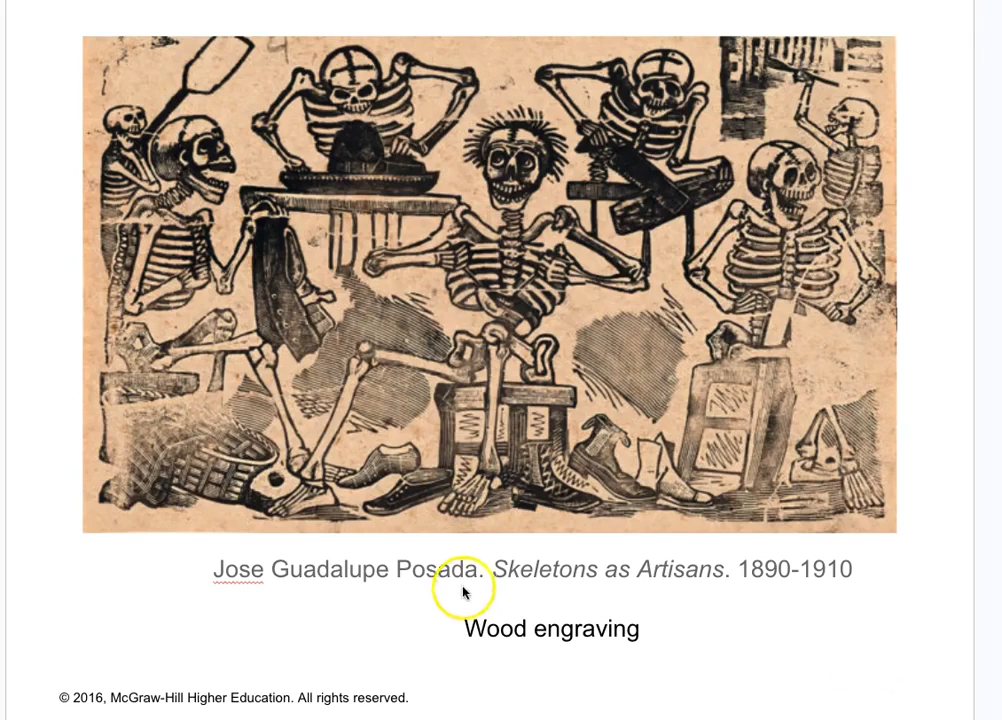 Jose Guadalupe Posada. Skeletons as Artisans. 1890-1910
Wood engraving
© 2016, McGraw-Hill Higher Education. All rights reserved.